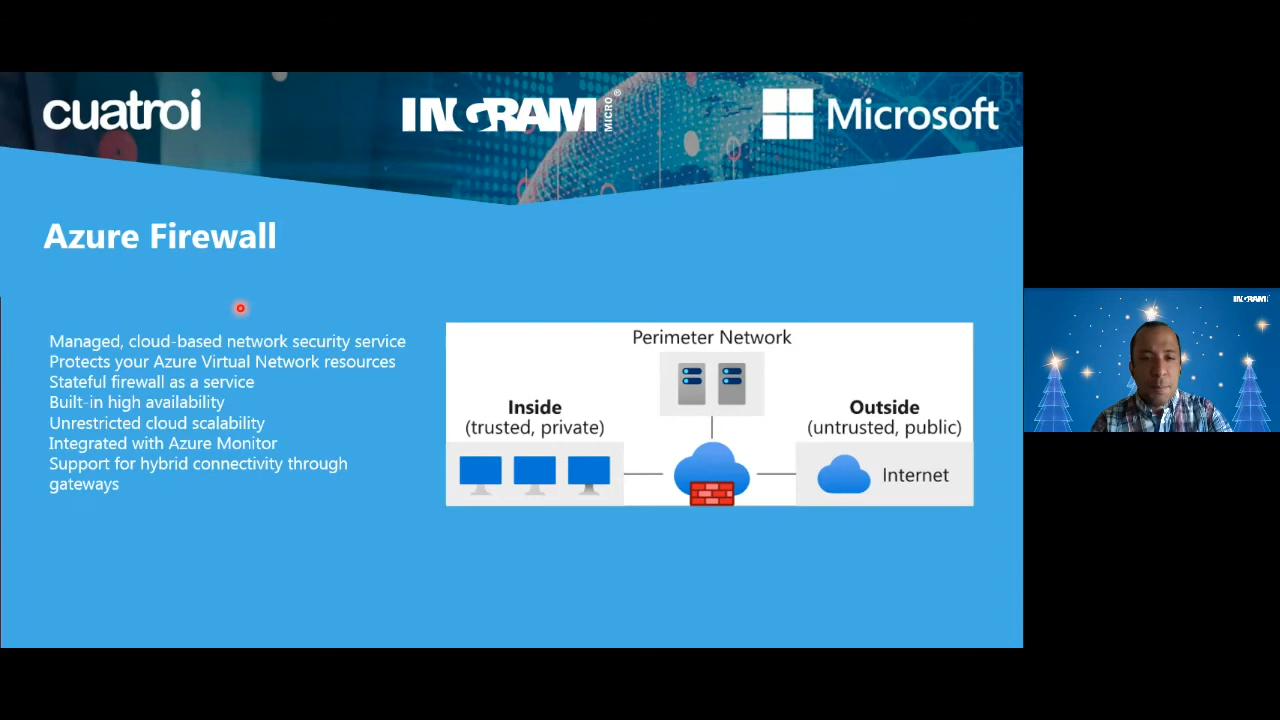 cuatroi
INGRAM MICRO®
Microsoft
Azure Firewall
Managed, cloud-based network security service
Protects your Azure Virtual Network resources
Stateful firewall as a service
Built-in high availability
Unrestricted cloud scalability
Integrated with Azure Monitor
Support for hybrid connectivity through
gateways
Perimeter Network
Inside
(trusted, private)
Outside
(untrusted, public)
Internet
INGRAM